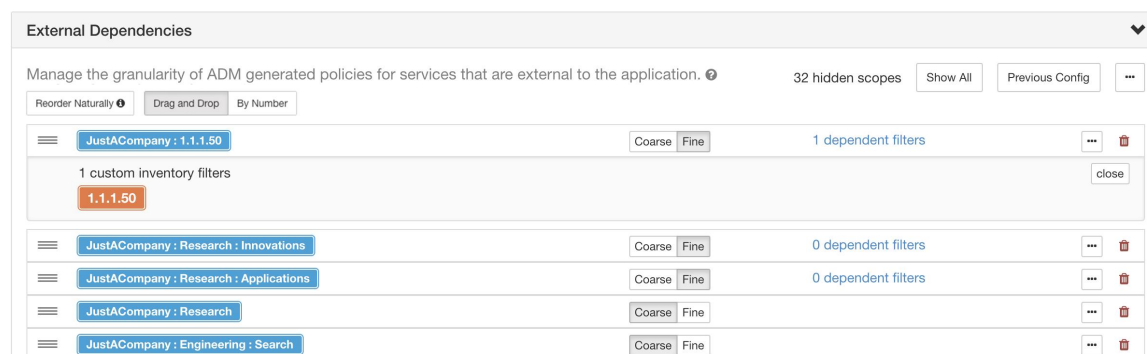 External Dependencies
Manage the granularity of ADM generated policies for services that are external to the application. ?
32 hidden scopes Show All Previous Config ...
Reorder Naturally i Drag and Drop By Number
JustACompany : 1.1.1.50 Coarse Fine 1 dependent filters ...
1 custom inventory filters close
1.1.1.50
JustACompany : Research : Innovations Coarse Fine 0 dependent filters ...
JustACompany : Research : Applications Coarse Fine 0 dependent filters ...
JustACompany : Research Coarse Fine ...
JustACompany : Engineering : Search Coarse Fine ...